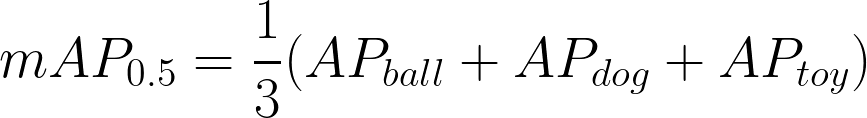 mAP_{0.5} = \frac{1}{3}(AP_{ball} + AP_{dog} + AP_{toy})